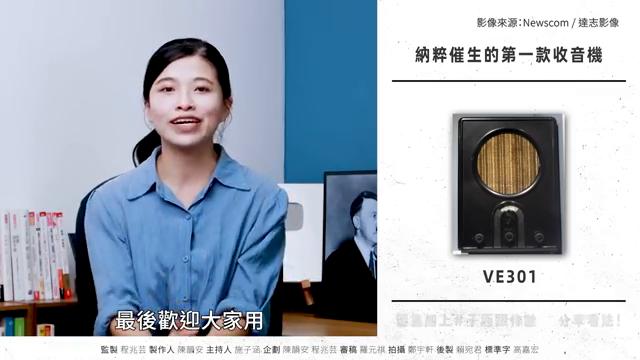 影像來源：Newscom / 達志影像
納粹催生的第一款收音機
VE301
最後歡迎大家用
監製 程兆芸 製作人 陳韻安 主持人 施子涵 企劃 陳韻安 程兆芸 審稿 羅元祺 拍攝 鄭宇軒 後製 賴宛君 標準字 高嘉宏